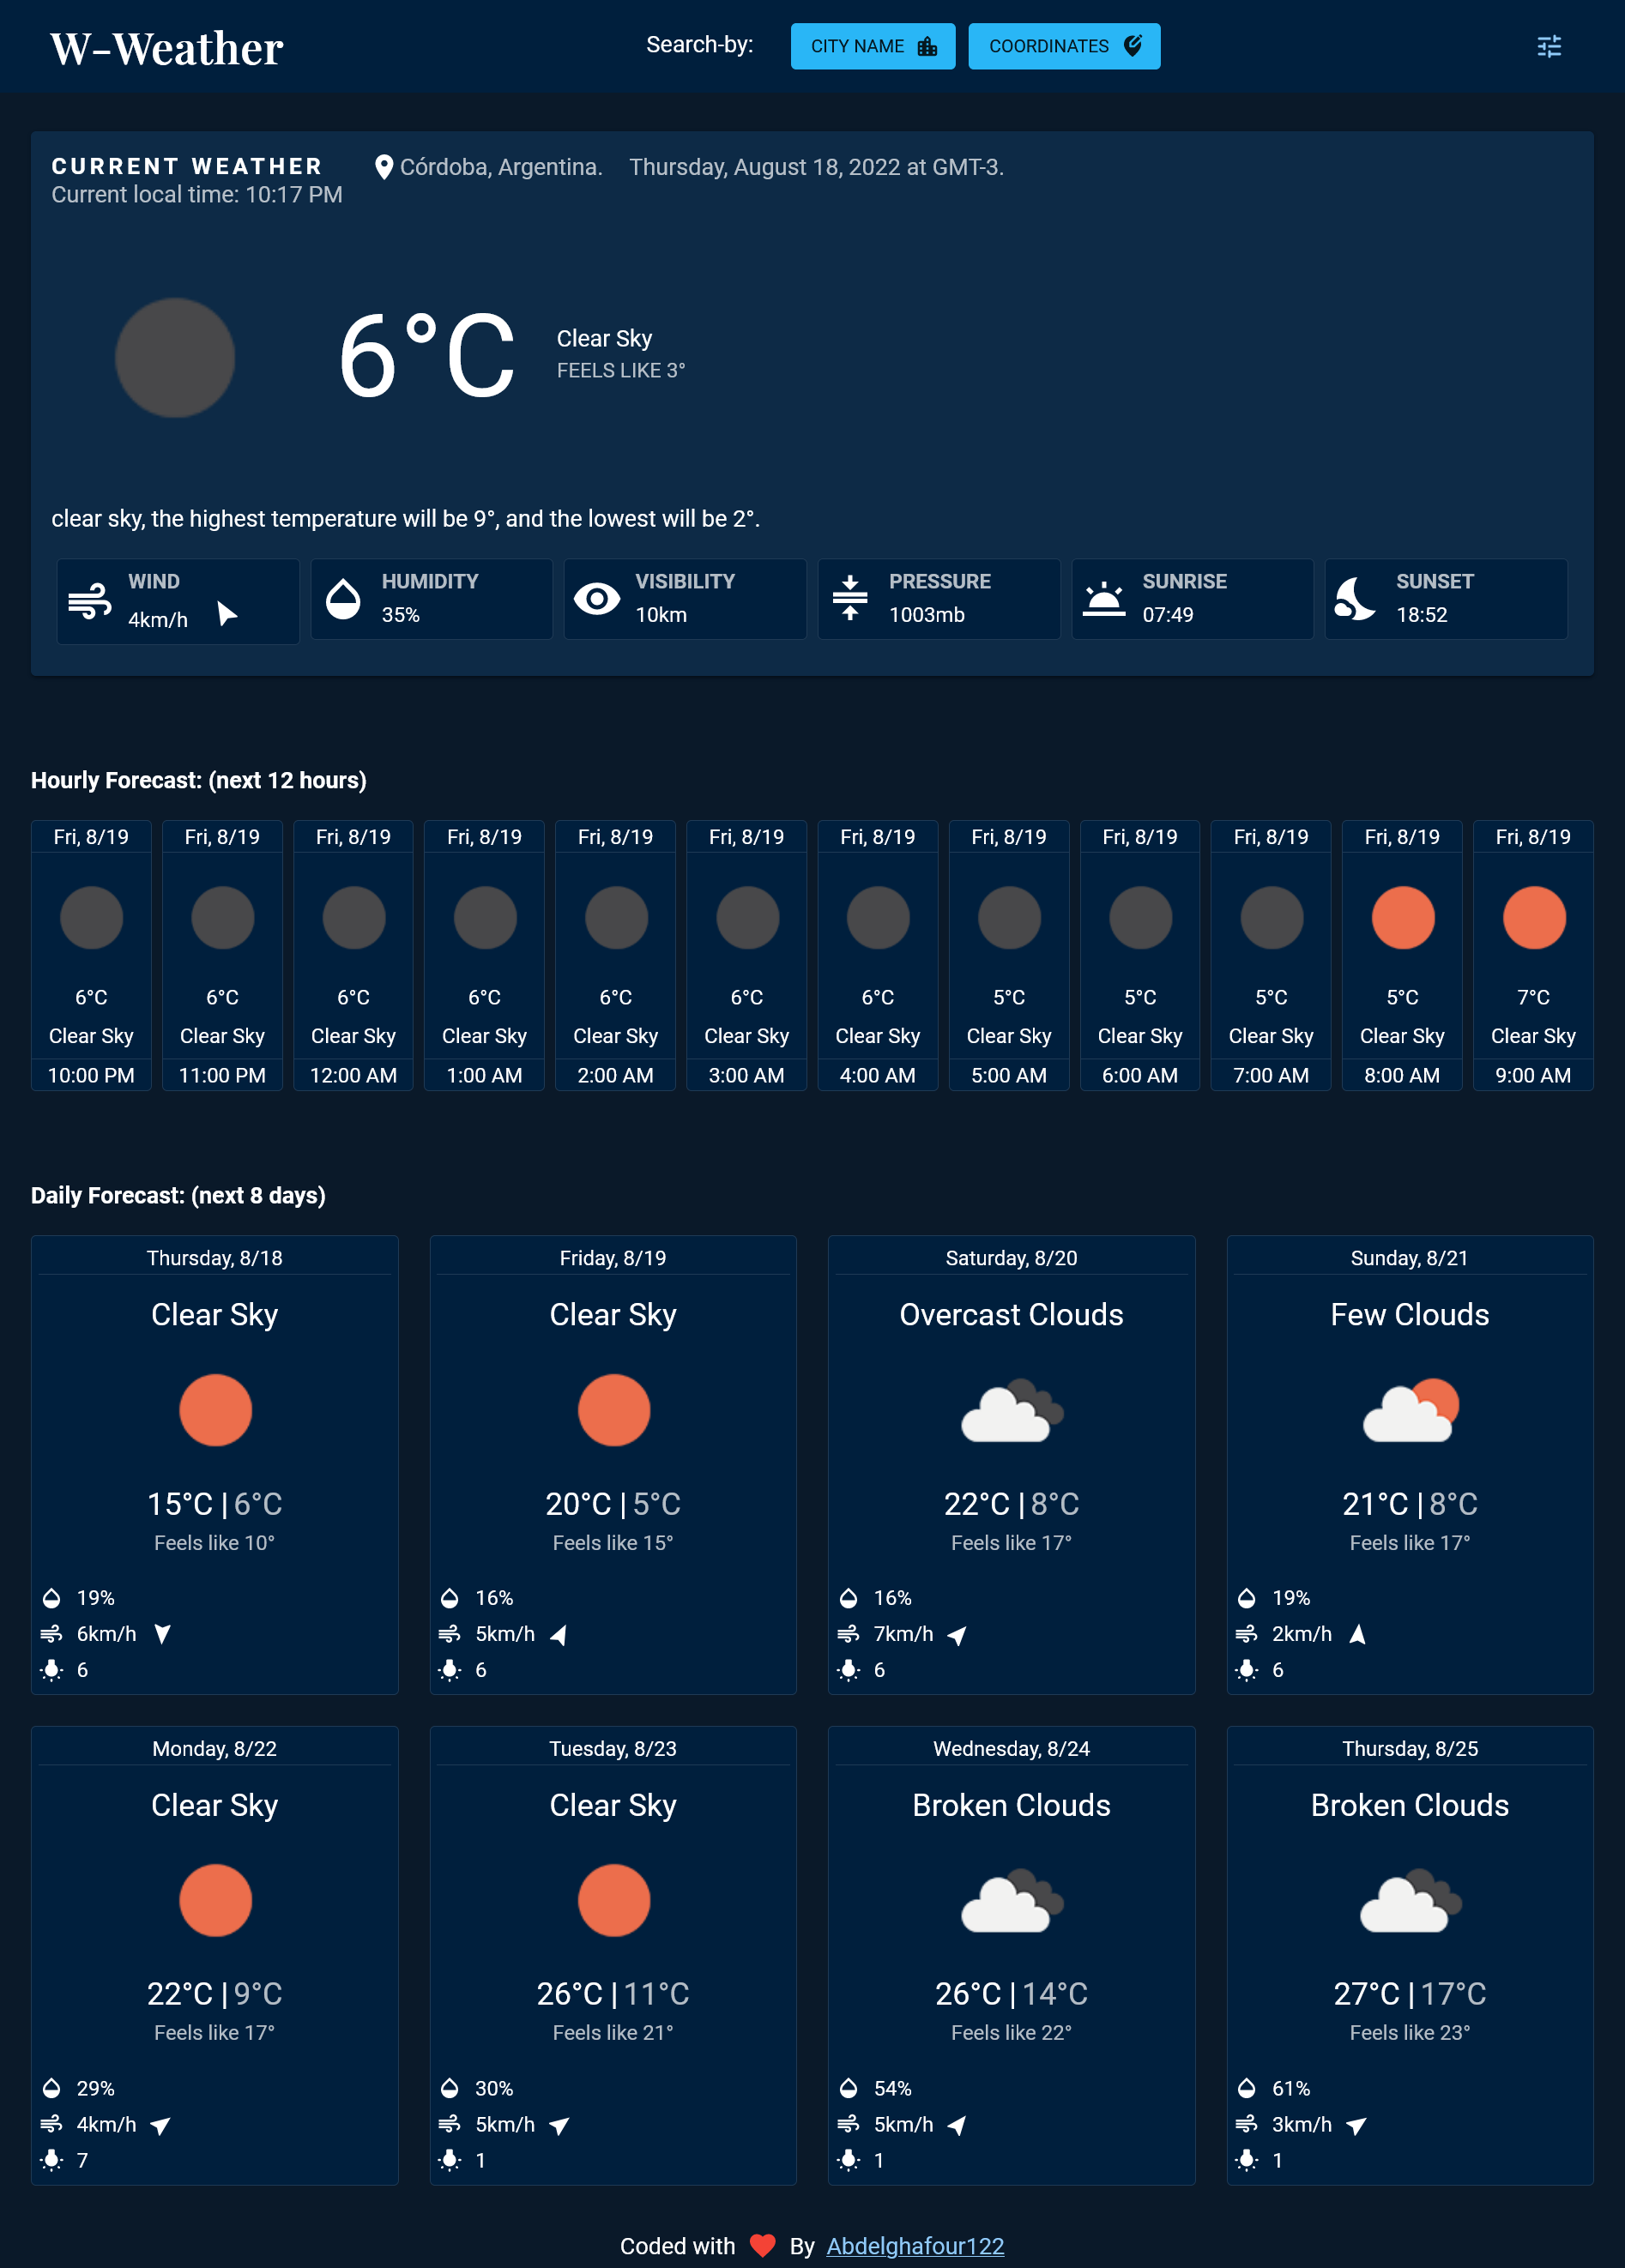 W-Weather
Search-by:
CITY NAME
COORDINATES
CURRENT WEATHER
Córdoba, Argentina.
Thursday, August 18, 2022 at GMT-3.
Current local time: 10:17 PM
6°C
Clear Sky
FEELS LIKE 3°
clear sky, the highest temperature will be 9°, and the lowest will be 2°.
WIND
4km/h
HUMIDITY
35%
VISIBILITY
10km
PRESSURE
1003mb
SUNRISE
07:49
SUNSET
18:52
Hourly Forecast: (next 12 hours)
Fri, 8/19
6°C
Clear Sky
10:00 PM
Fri, 8/19
6°C
Clear Sky
11:00 PM
Fri, 8/19
6°C
Clear Sky
12:00 AM
Fri, 8/19
6°C
Clear Sky
1:00 AM
Fri, 8/19
6°C
Clear Sky
2:00 AM
Fri, 8/19
6°C
Clear Sky
3:00 AM
Fri, 8/19
6°C
Clear Sky
4:00 AM
Fri, 8/19
5°C
Clear Sky
5:00 AM
Fri, 8/19
5°C
Clear Sky
6:00 AM
Fri, 8/19
5°C
Clear Sky
7:00 AM
Fri, 8/19
5°C
Clear Sky
8:00 AM
Fri, 8/19
7°C
Clear Sky
9:00 AM
Daily Forecast: (next 8 days)
Thursday, 8/18
Clear Sky
15°C | 6°C
Feels like 10°
19%
6km/h
6
Friday, 8/19
Clear Sky
20°C | 5°C
Feels like 15°
16%
5km/h
6
Saturday, 8/20
Overcast Clouds
22°C | 8°C
Feels like 17°
16%
7km/h
6
Sunday, 8/21
Few Clouds
21°C | 8°C
Feels like 17°
19%
2km/h
6
Monday, 8/22
Clear Sky
22°C | 9°C
Feels like 17°
29%
4km/h
7
Tuesday, 8/23
Clear Sky
26°C | 11°C
Feels like 21°
30%
5km/h
1
Wednesday, 8/24
Broken Clouds
26°C | 14°C
Feels like 22°
54%
5km/h
1
Thursday, 8/25
Broken Clouds
27°C | 17°C
Feels like 23°
61%
3km/h
1
Coded with By Abdelghafour122